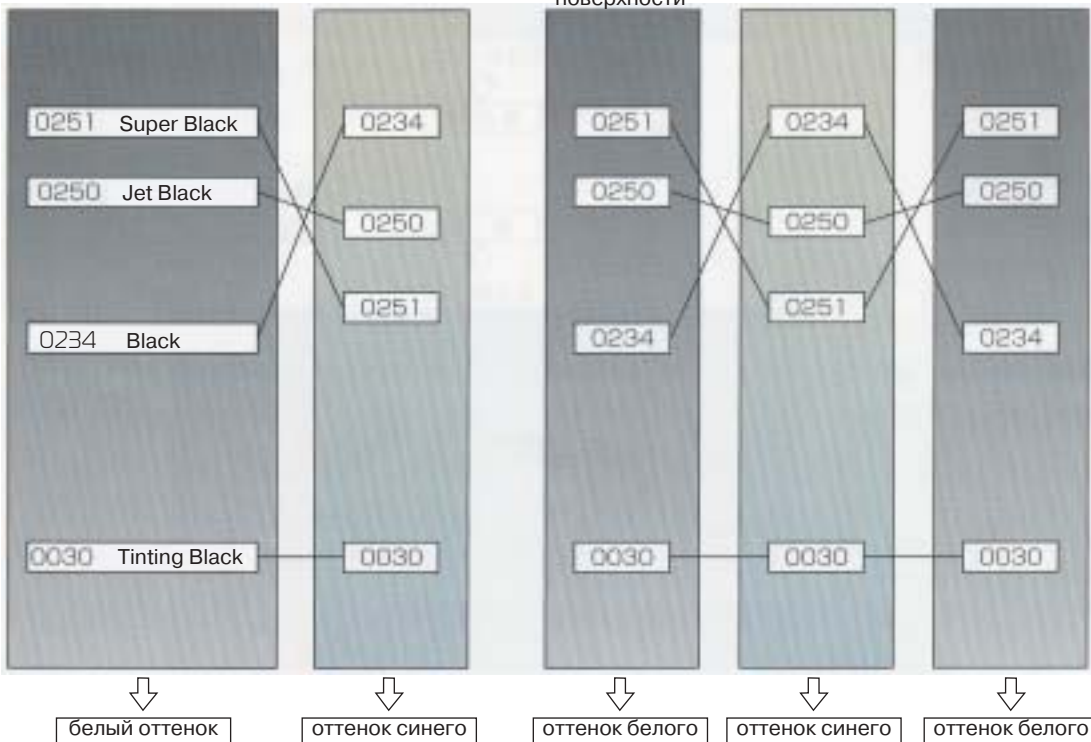 поверхности
0251 Super Black
0234
0251
0234
0251
0250 Jet Black
0250
0250
0250
0250
0251
0251
0234 Black
0234
0234
0030 Tinting Black
0030
0030
0030
0030
белый оттенок
оттенок синего
оттенок белого
оттенок синего
оттенок белого